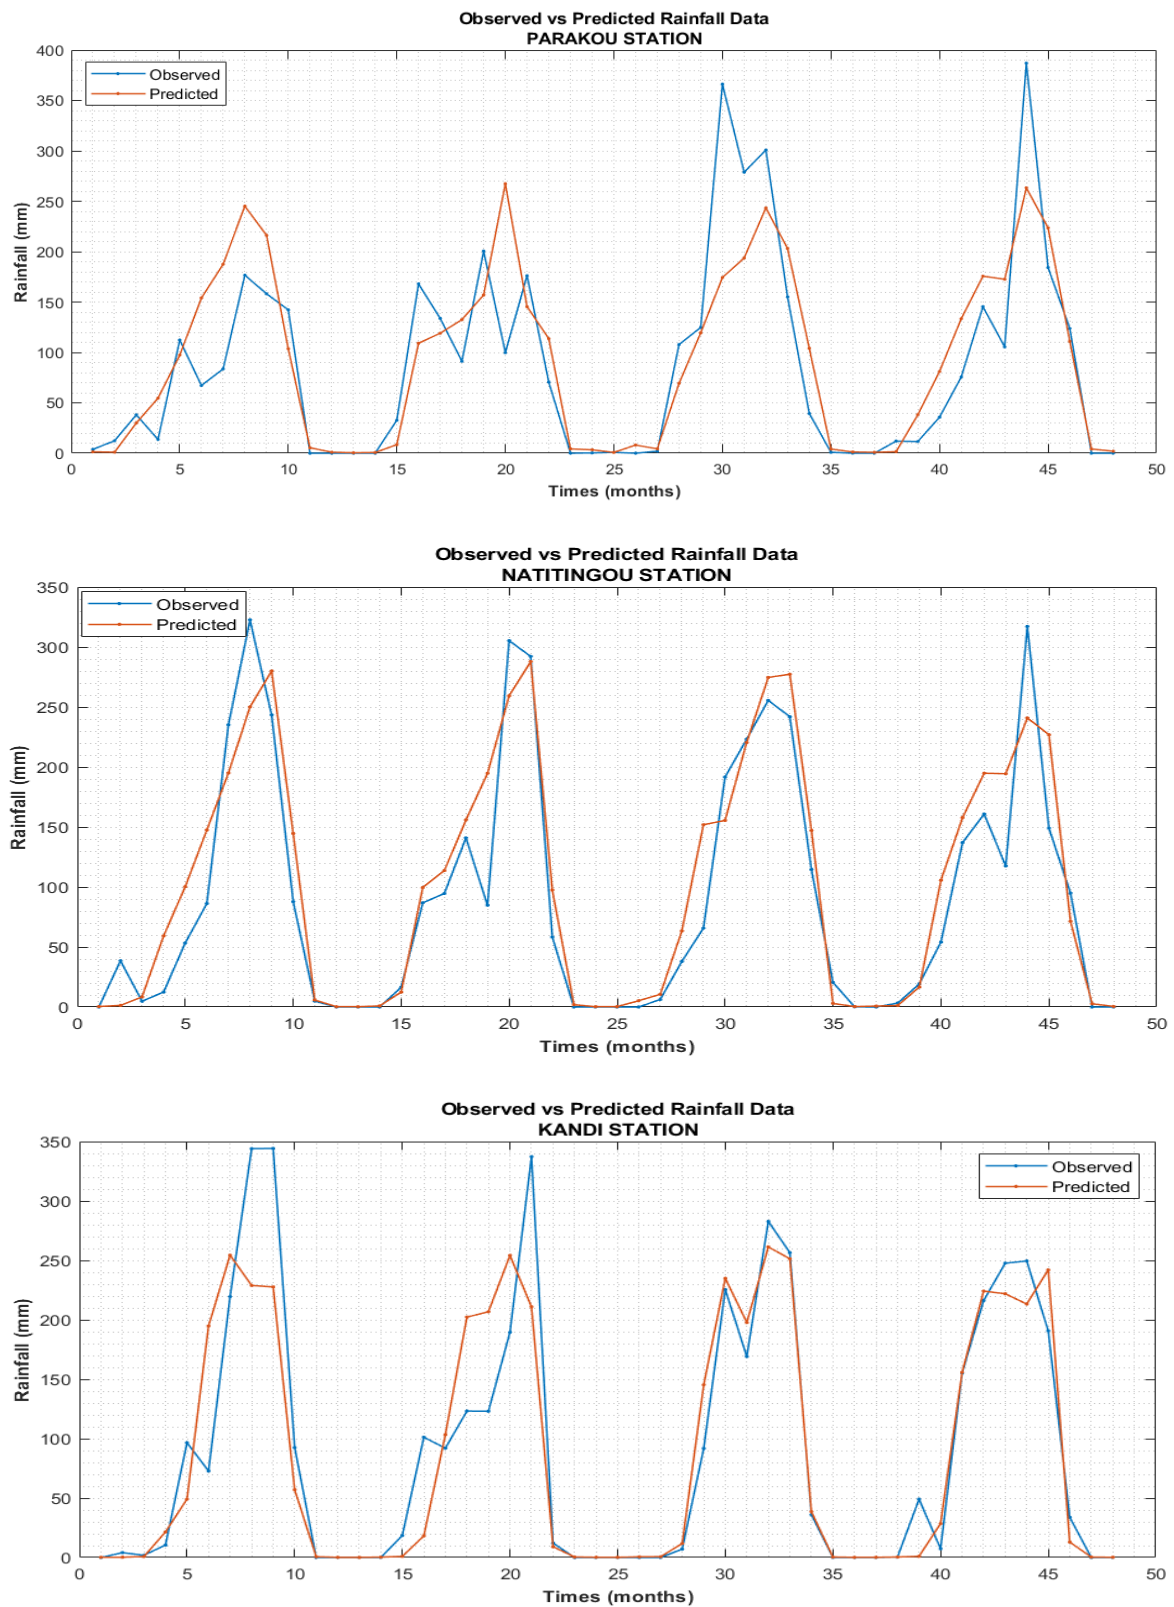 Observed vs Predicted Rainfall Data
PARAKOU STATION
400
350
300
250
200
150
100
50
0
Rainfall (mm)
Observed
Predicted
0 5 10 15 20 25 30 35 40 45 50
Times (months)
Observed vs Predicted Rainfall Data
NATITINGOU STATION
350
300
250
200
150
100
50
0
Rainfall (mm)
Observed
Predicted
0 5 10 15 20 25 30 35 40 45 50
Times (months)
Observed vs Predicted Rainfall Data
KANDI STATION
350
300
250
200
150
100
50
0
Rainfall (mm)
Observed
Predicted
0 5 10 15 20 25 30 35 40 45 50
Times (months)